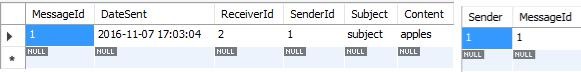 MessageId DateSent ReceiverId SenderId Subject Content
1 2016-11-07 17:03:04 2 1 subject apples
NULL NULL NULL NULL NULL NULL
Sender MessageId
1 1
NULL NULL